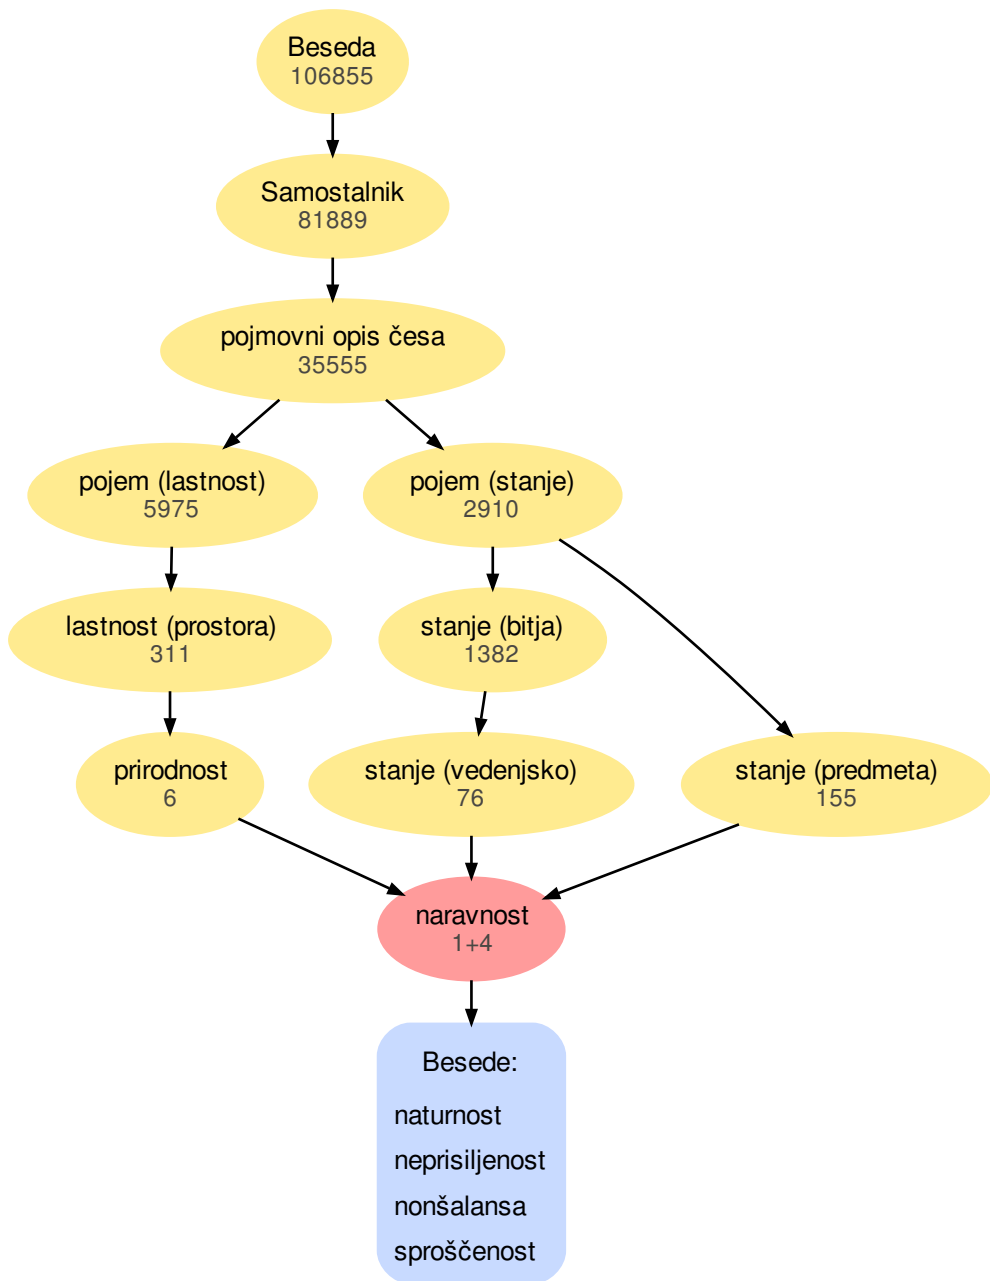 Beseda
106855
Samostalnik
81889
pojmovni opis česa
35555
pojem (lastnost)
5975
pojem (stanje)
2910
lastnost (prostora)
311
stanje (bitja)
1382
prirodnost
6
stanje (vedenjsko)
76
stanje (predmeta)
155
naravnost
1+4
Besede:
naturnost
neprisiljenost
nonšalansa
sproščenost